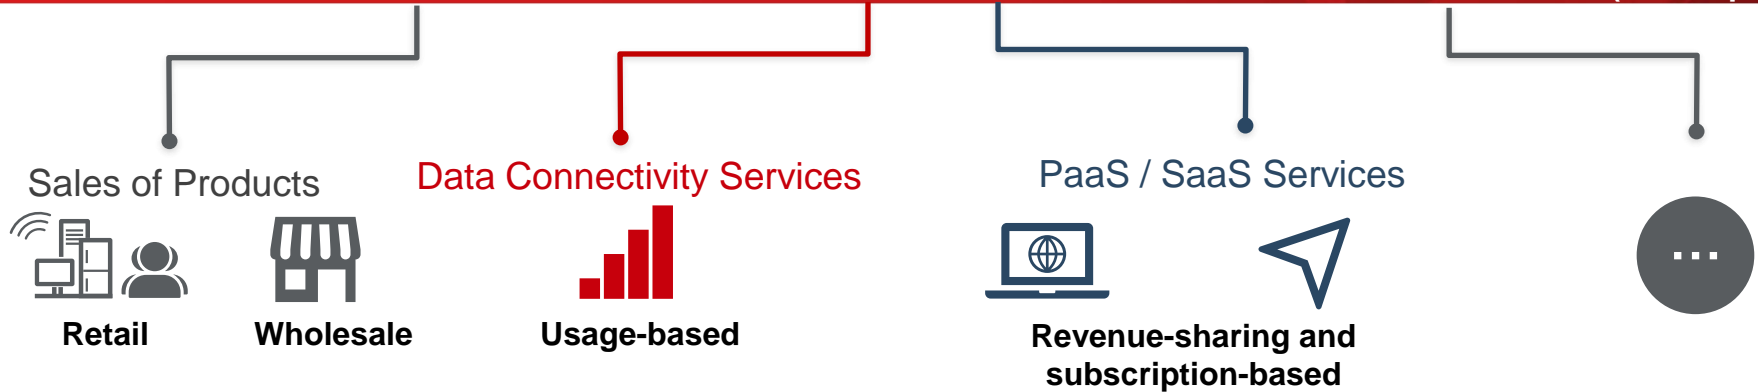 Sales of Products
Data Connectivity Services
PaaS / SaaS Services
...
Retail
Wholesale
Usage-based
Revenue-sharing and
subscription-based